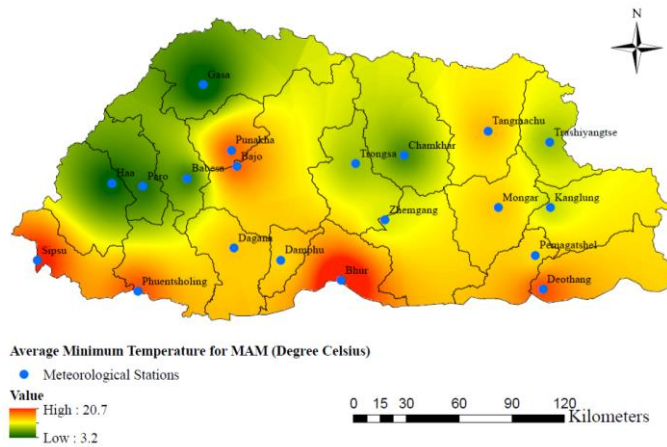 N
Gasa
Punakha
Bajo
Tangmachu
Trashiyangtse
Chamkhar
Trongsa
Haa
Paro
Babesa
Zhemgang
Mongar
Kanglung
Sipsu
Dagana
Damphu
Pemagatshel
Phuentsholing
Bhur
Deothang
Average Minimum Temperature for MAM (Degree Celsius)
Meteorological Stations
Value
High : 20.7
Low : 3.2
0 15 30 60 90 120
Kilometers